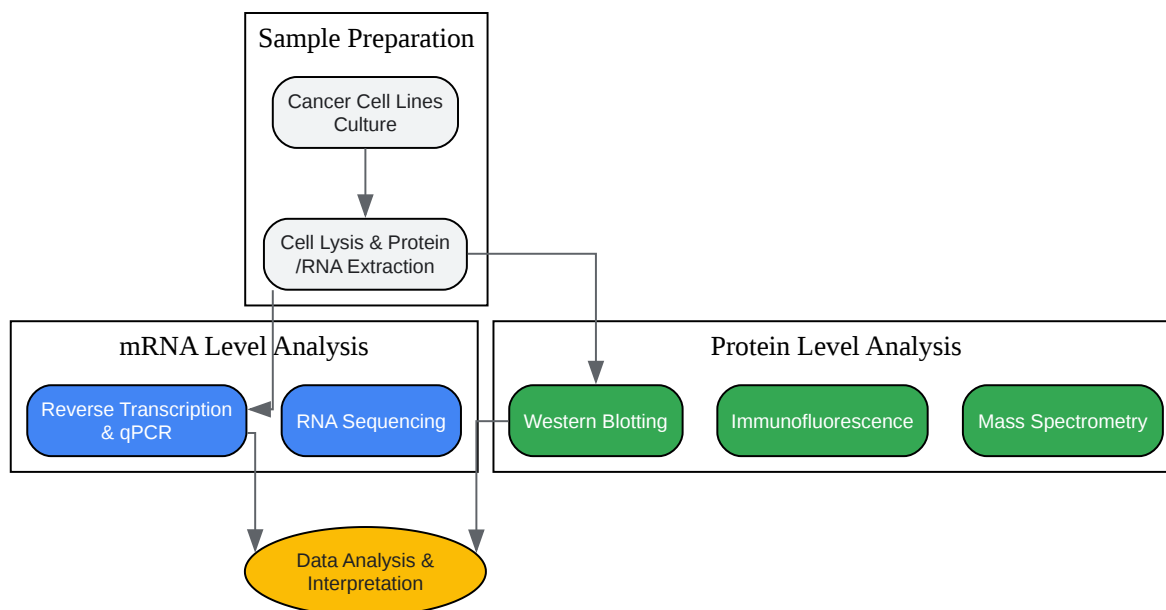 Sample Preparation
Cancer Cell Lines
Culture
Cell Lysis & Protein
/RNA Extraction
mRNA Level Analysis
Reverse Transcription
& qPCR
RNA Sequencing
Protein Level Analysis
Western Blotting
Immunofluorescence
Mass Spectrometry
Data Analysis &
Interpretation